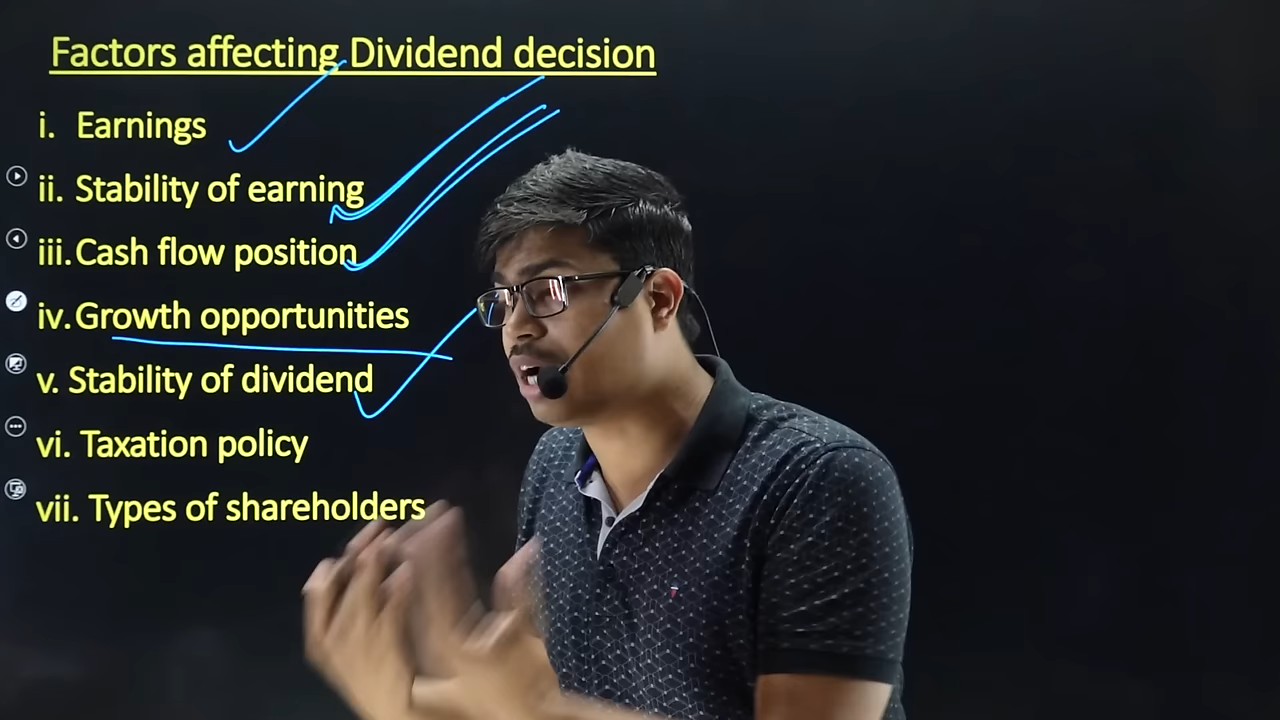 Factors affecting Dividend decision
i. Earnings
ii. Stability of earning
iii. Cash flow position
iv. Growth opportunities
v. Stability of dividend
vi. Taxation policy
vii. Types of shareholders